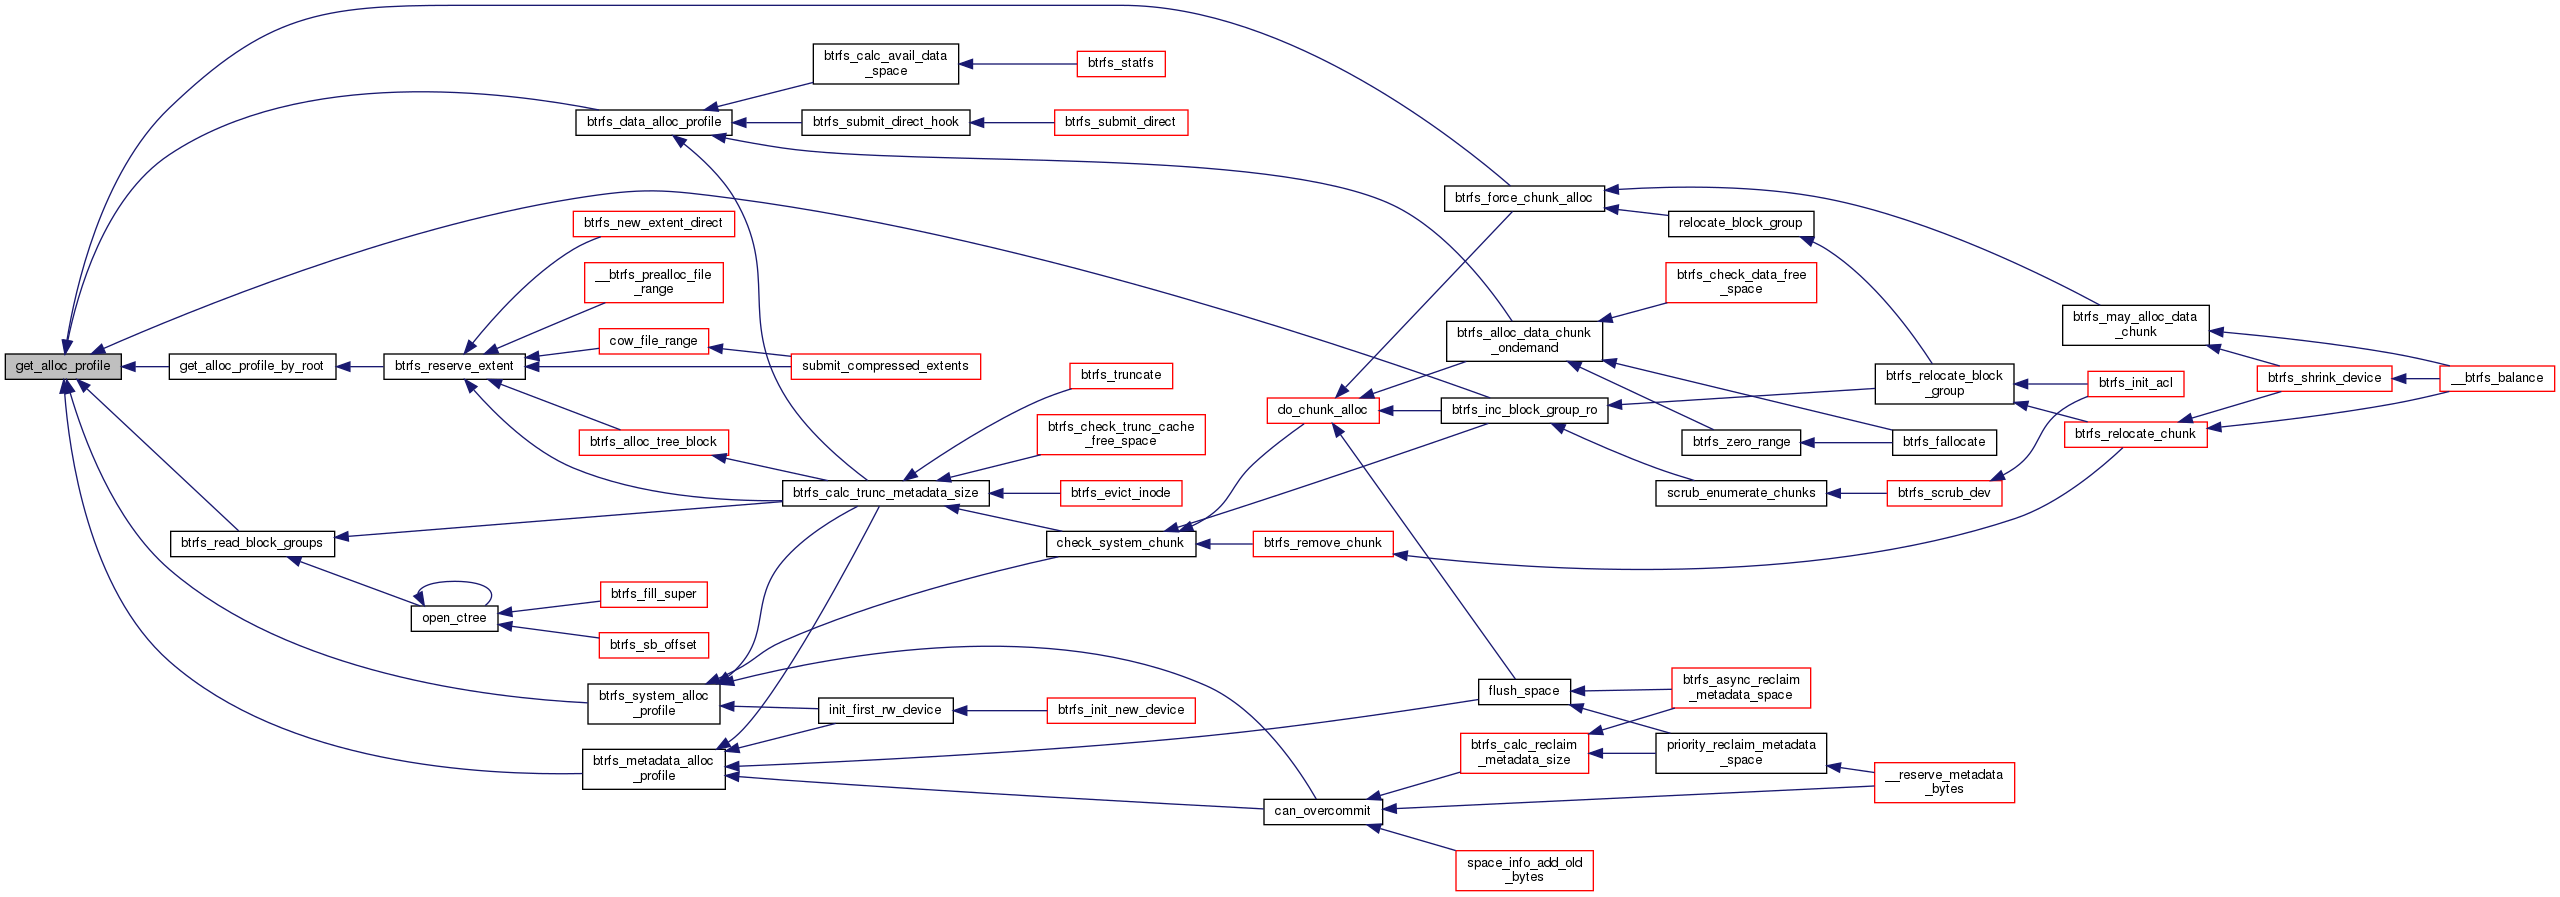 get_alloc_profile
btrfs_data_alloc_profile
btrfs_calc_avail_data
_space
btrfs_statfs
btrfs_submit_direct_hook
btrfs_submit_direct
btrfs_force_chunk_alloc
relocate_block_group
btrfs_new_extent_direct
__btrfs_prealloc_file
_range
cow_file_range
get_alloc_profile_by_root
btrfs_reserve_extent
submit_compressed_extents
btrfs_alloc_tree_block
btrfs_truncate
btrfs_check_trunc_cache
_free_space
btrfs_calc_trunc_metadata_size
btrfs_evict_inode
check_system_chunk
btrfs_remove_chunk
do_chunk_alloc
btrfs_check_data_free
_space
btrfs_alloc_data_chunk
_ondemand
btrfs_inc_block_group_ro
btrfs_zero_range
btrfs_fallocate
scrub_enumerate_chunks
btrfs_scrub_dev
btrfs_may_alloc_data
_chunk
btrfs_relocate_block
_group
btrfs_init_acl
btrfs_relocate_chunk
btrfs_shrink_device
__btrfs_balance
btrfs_read_block_groups
open_ctree
btrfs_fill_super
btrfs_sb_offset
btrfs_system_alloc
_profile
init_first_rw_device
btrfs_init_new_device
btrfs_metadata_alloc
_profile
flush_space
btrfs_async_reclaim
_metadata_space
btrfs_calc_reclaim
_metadata_size
priority_reclaim_metadata
_space
__reserve_metadata
_bytes
can_overcommit
space_info_add_old
_bytes